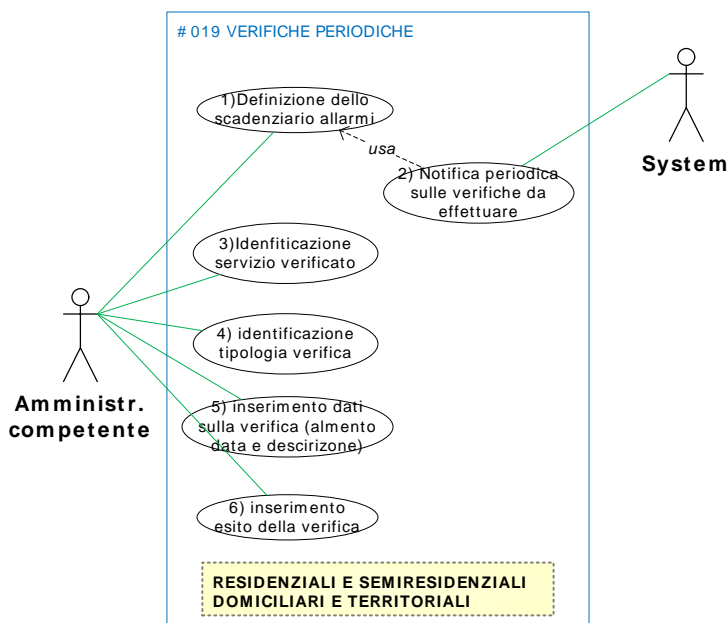 # 019 VERIFICHE PERIODICHE
1)Definizione dello
scadenziario allarmi
usa
2) Notifica periodica
sulle verifiche da
effettuare
System
3)Idenfiticazione
servizio verificato
4) identificazione
tipologia verifica
Amministr.
competente
5) inserimento dati
sulla verifica (almento
data e descirizone)
6) inserimento
esito della verifica
RESIDENZIALI E SEMIRESIDENZIALI
DOMICILIARI E TERRITORIALI